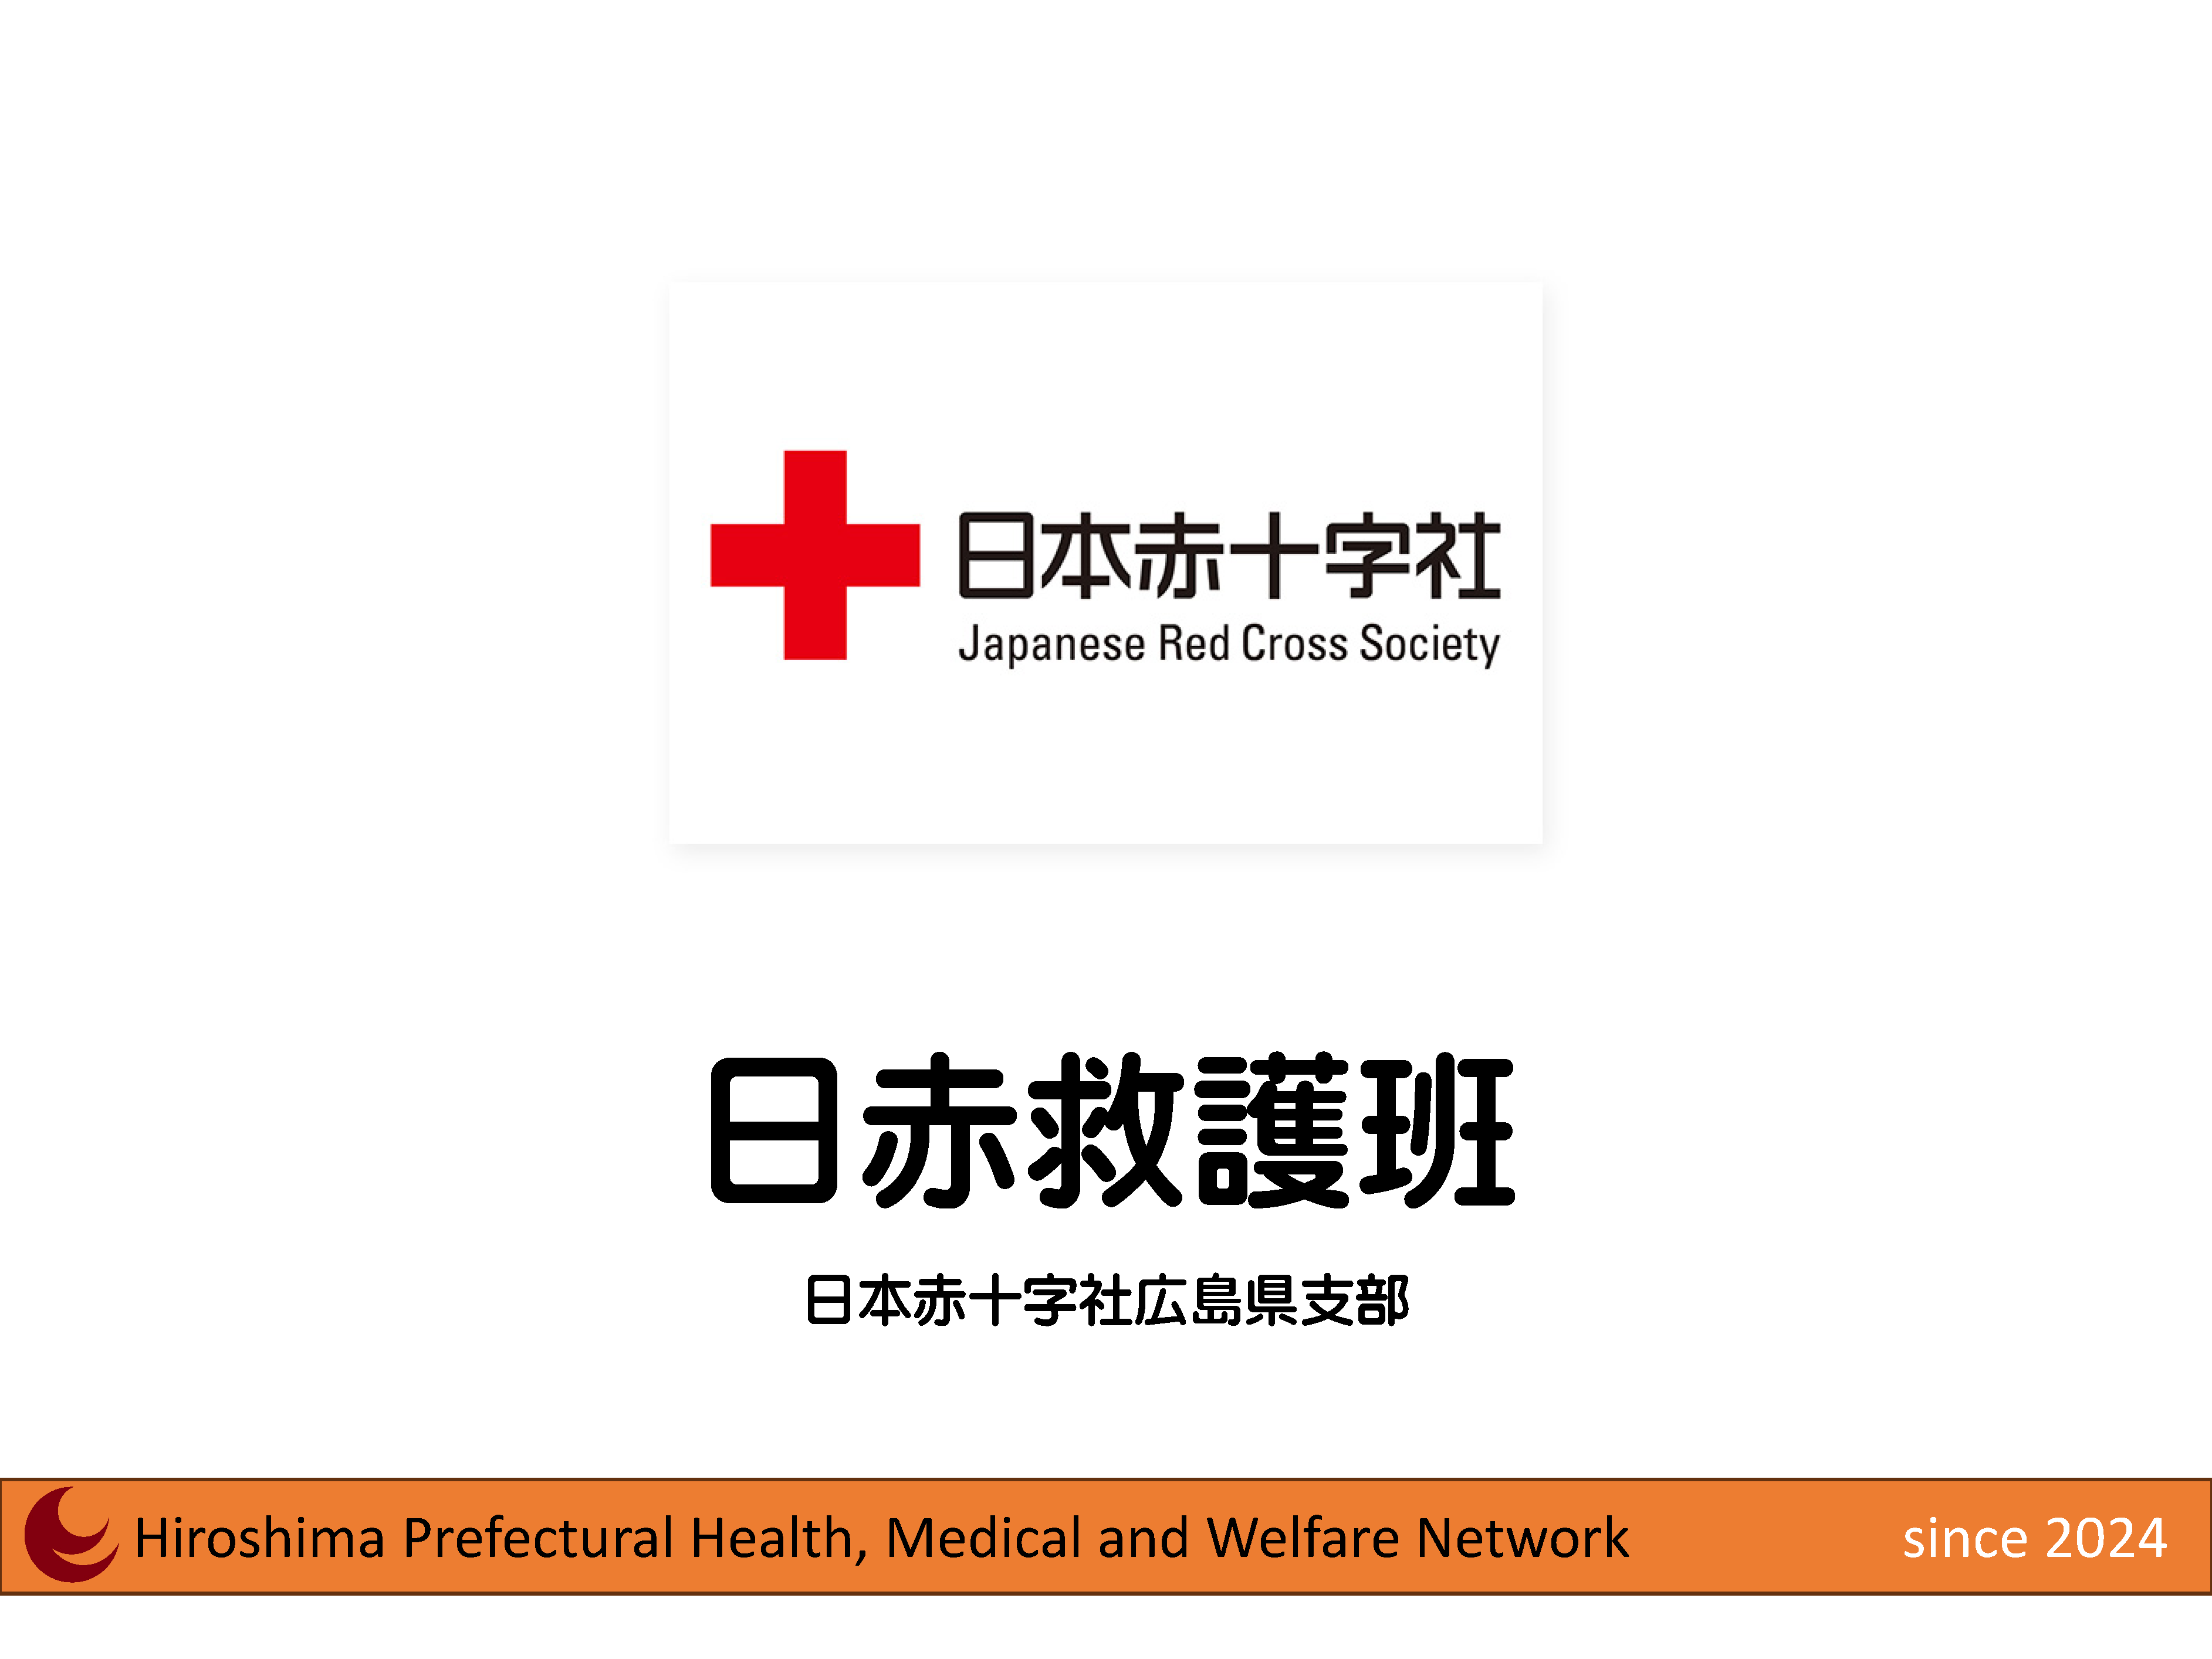 日本赤十字社
Japanese Red Cross Society
日赤救護班
日本赤十字社広島県支部
Hiroshima Prefectural Health, Medical and Welfare Network
since 2024